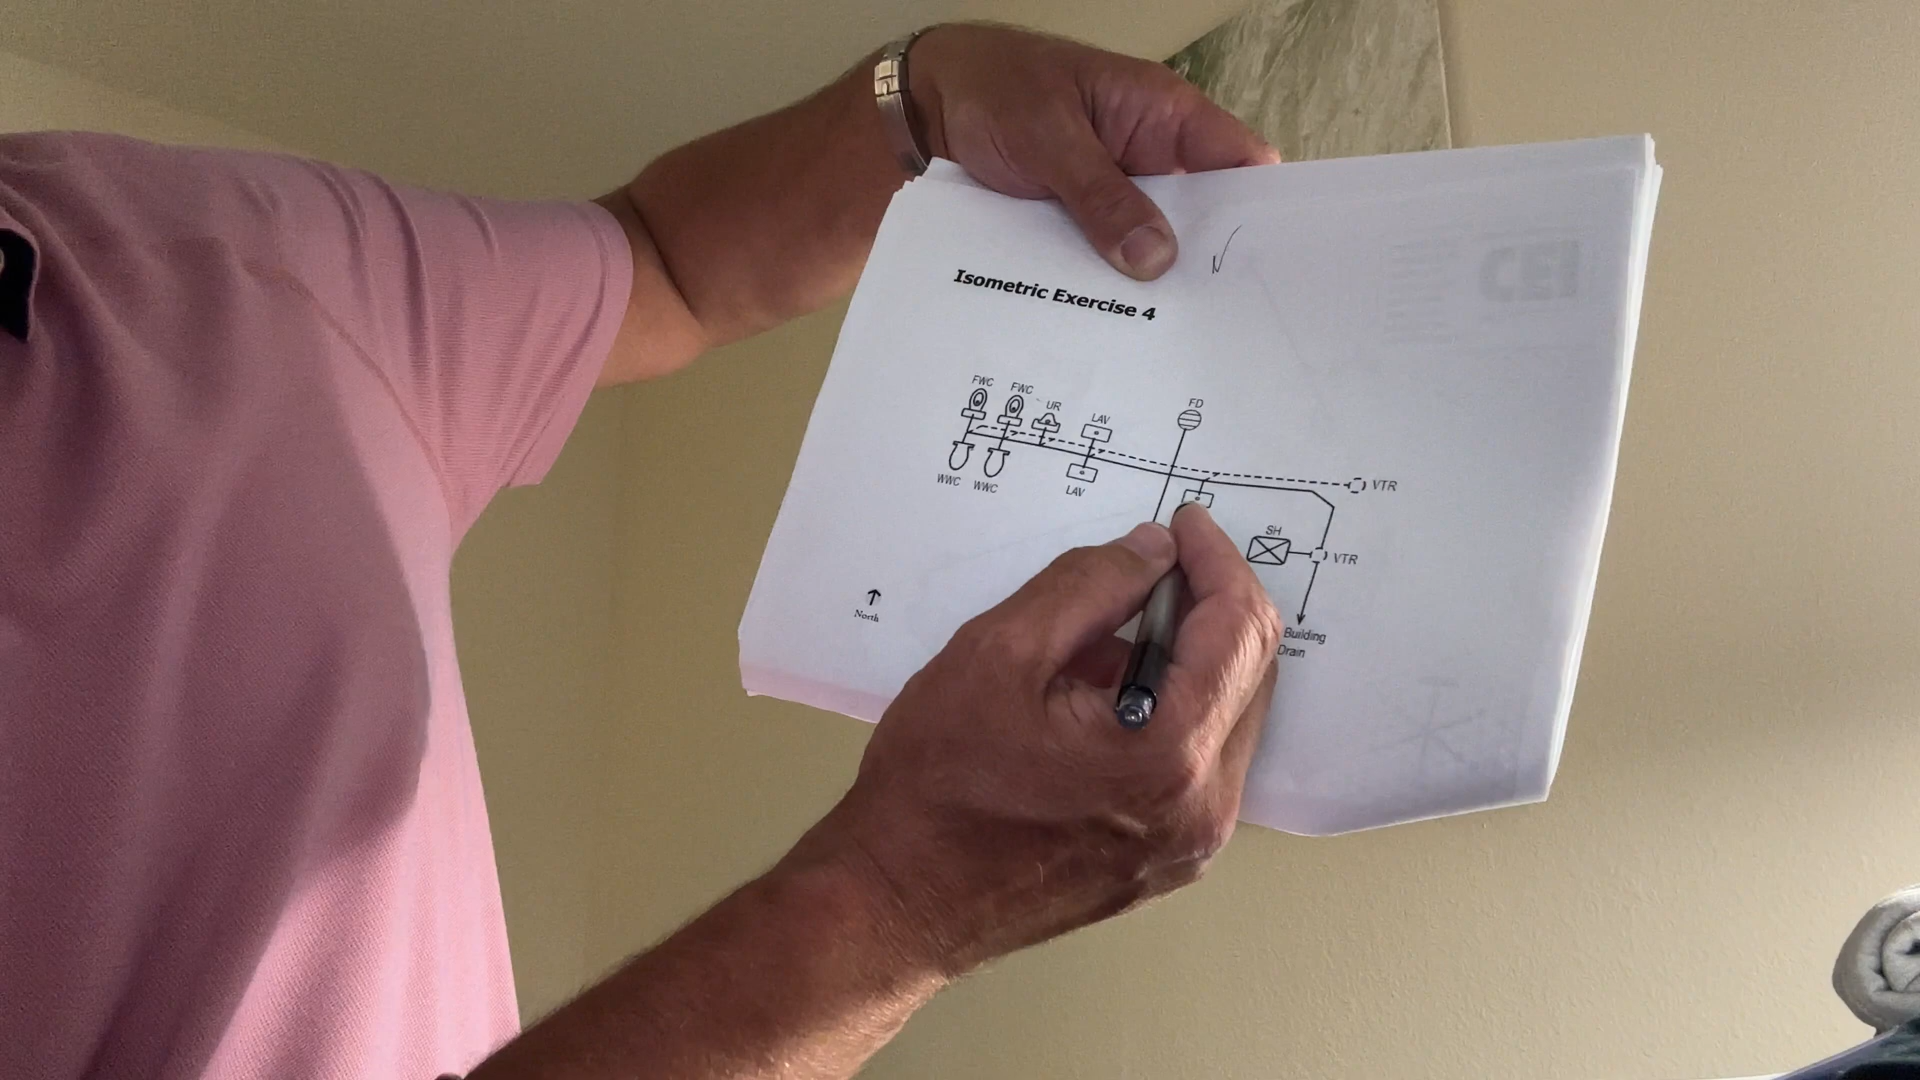 N
Isometric Exercise 4
FWC
FWC
UR
LAV
FD
WWC
WWC
LAV
VTR
SH
VTR
North
Building
Drain